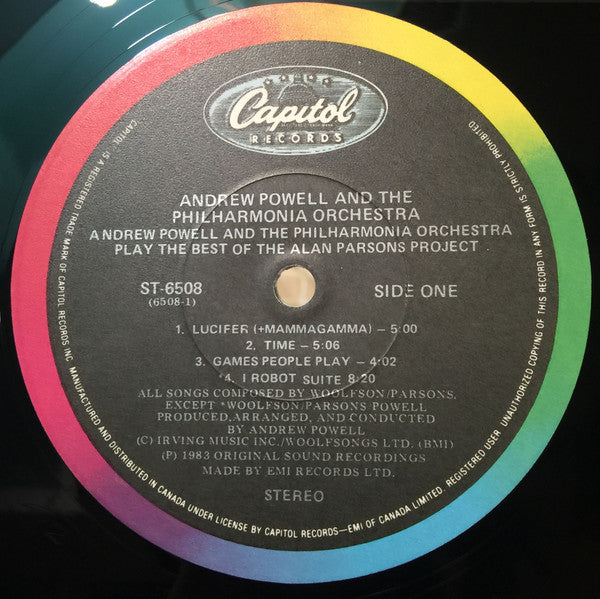 Capitol
RECORDS
ANDREW POWELL AND THE
PHILHARMONIA ORCHESTRA
ANDREW POWELL AND THE PHILHARMONIA ORCHESTRA
PLAY THE BEST OF THE ALAN PARSONS PROJECT
ST-6508
(6508-1)
SIDE ONE
1. LUCIFER (+MAMMAGAMMA) – 5:00
2. TIME – 5:06
3. GAMES PEOPLE PLAY – 4:02
*4. I ROBOT SUITE 8:20
ALL SONGS COMPOSED BY WOOLFSON/PARSONS,
EXCEPT *WOOLFSON/PARSONS POWELL
PRODUCED, ARRANGED, AND CONDUCTED
BY ANDREW POWELL
(C) IRVING MUSIC INC./WOOLFSONGS LTD. (BMI)
(P) 1983 ORIGINAL SOUND RECORDINGS
MADE BY EMI RECORDS LTD.
STEREO
CAPITOL IS A REGISTERED TRADE MARK OF CAPITOL RECORDS INC. MANUFACTURED AND DISTRIBUTED IN CANADA UNDER LICENSE BY CAPITOL RECORDS—EMI OF CANADA LIMITED, REGISTERED USER UNAUTHORIZED COPYING OF THIS RECORD IN ANY FORM IS STRICTLY PROHIBITED